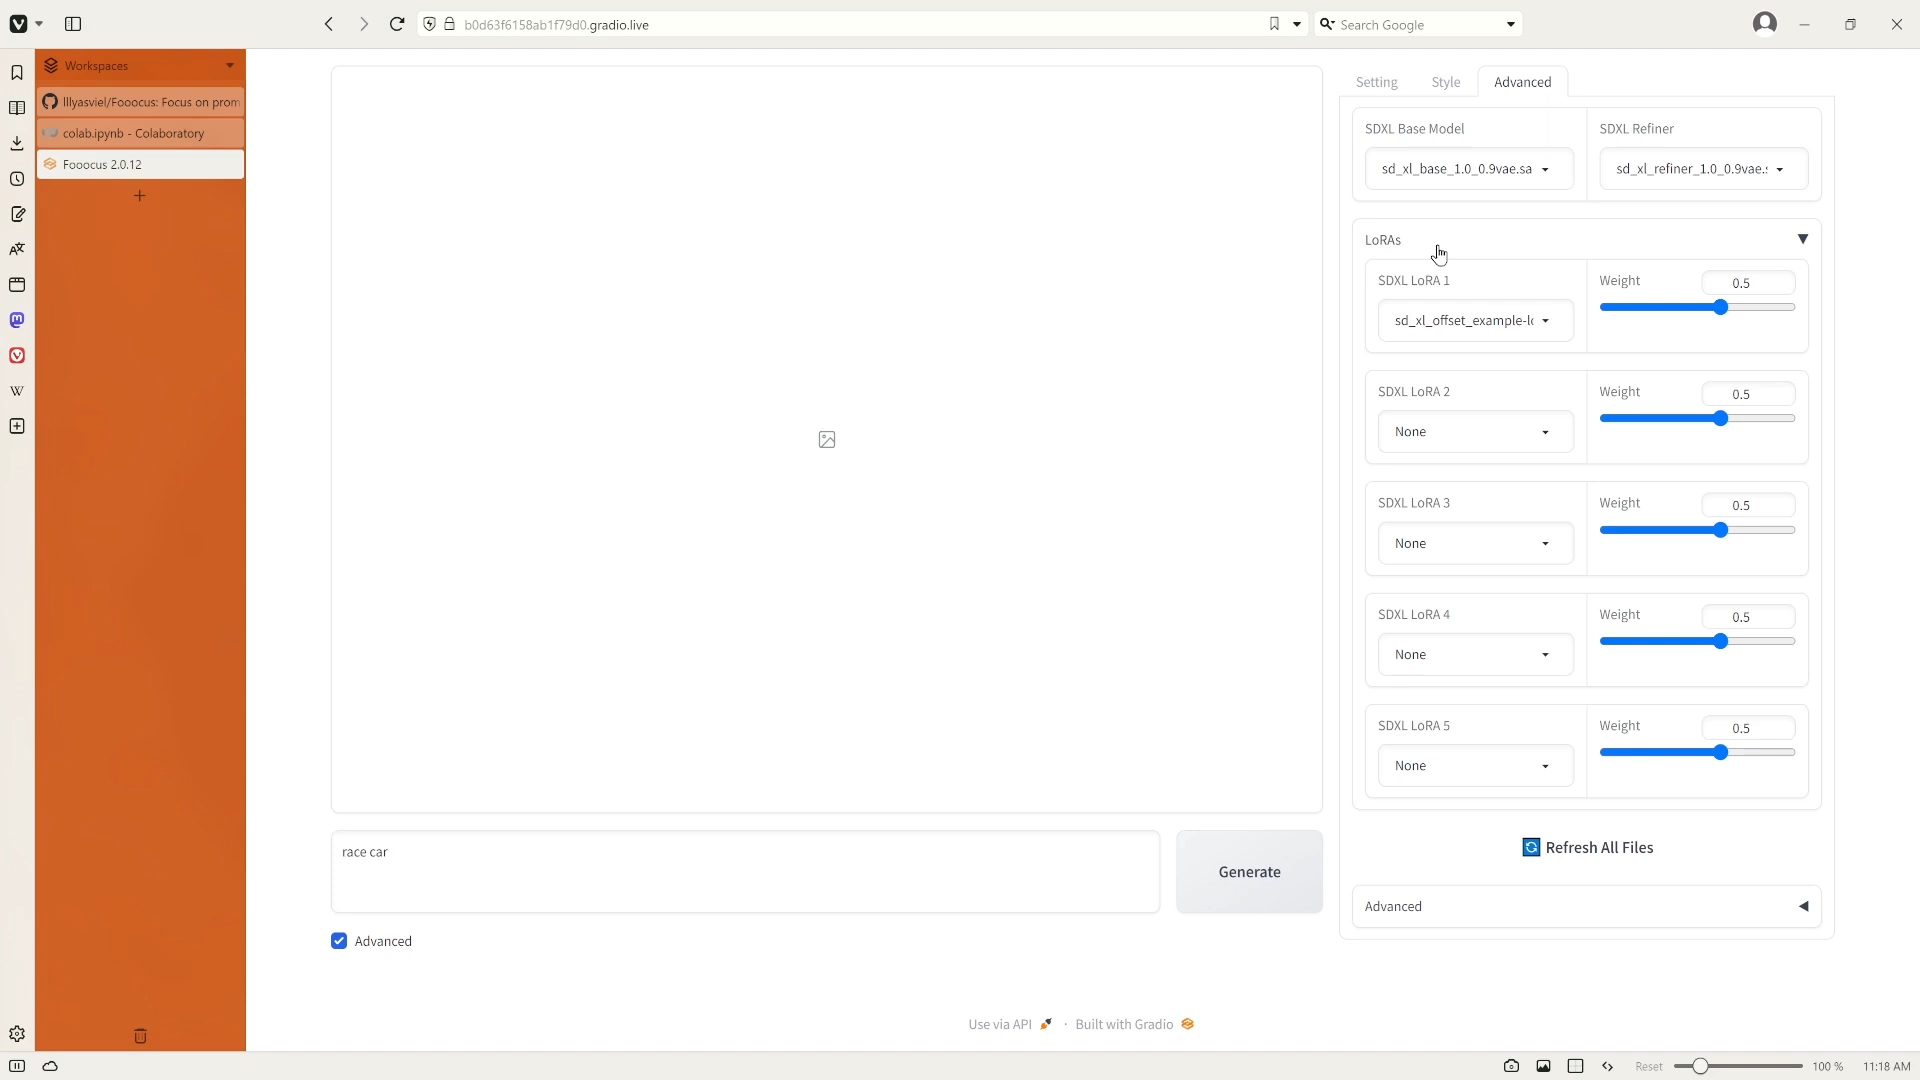 b0d63f6158ab1f79d0.gradio.live
Search Google
Workspaces
lllyasviel/Fooocus: Focus on prom
colab.ipynb - Colaboratory
Fooocus 2.0.12
Setting
Style
Advanced
SDXL Base Model
SDXL Refiner
sd_xl_base_1.0_0.9vae.sa
sd_xl_refiner_1.0_0.9vae.s
LoRAs
SDXL LoRA 1
Weight
0.5
sd_xl_offset_example-lo
SDXL LoRA 2
Weight
0.5
None
SDXL LoRA 3
Weight
0.5
None
SDXL LoRA 4
Weight
0.5
None
SDXL LoRA 5
Weight
0.5
None
race car
Generate
Refresh All Files
Advanced
Advanced
Use via API
·
Built with Gradio
Reset
100 %
11:18 AM